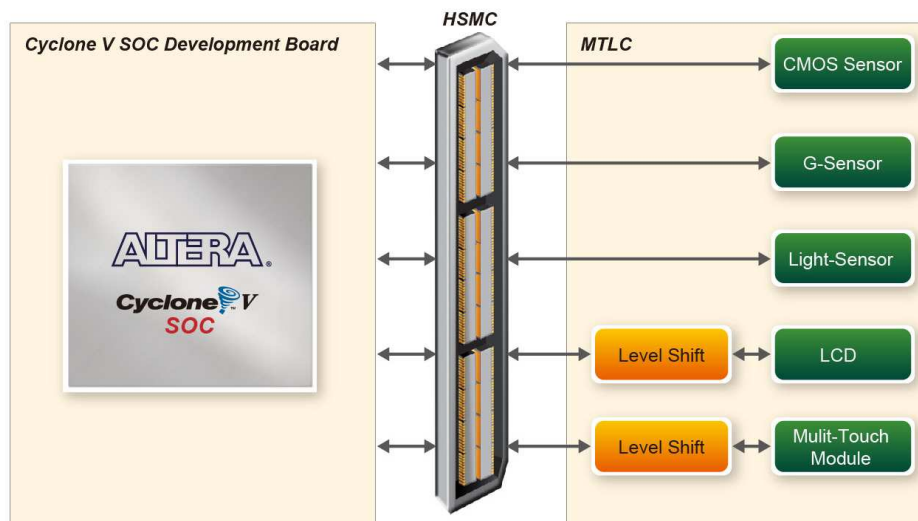 HSMC
Cyclone V SOC Development Board
MTLC
CMOS Sensor
G-Sensor
ALTERA®
Cyclone™ V
SOC
Light-Sensor
Level Shift
LCD
Level Shift
Mulit-Touch
Module